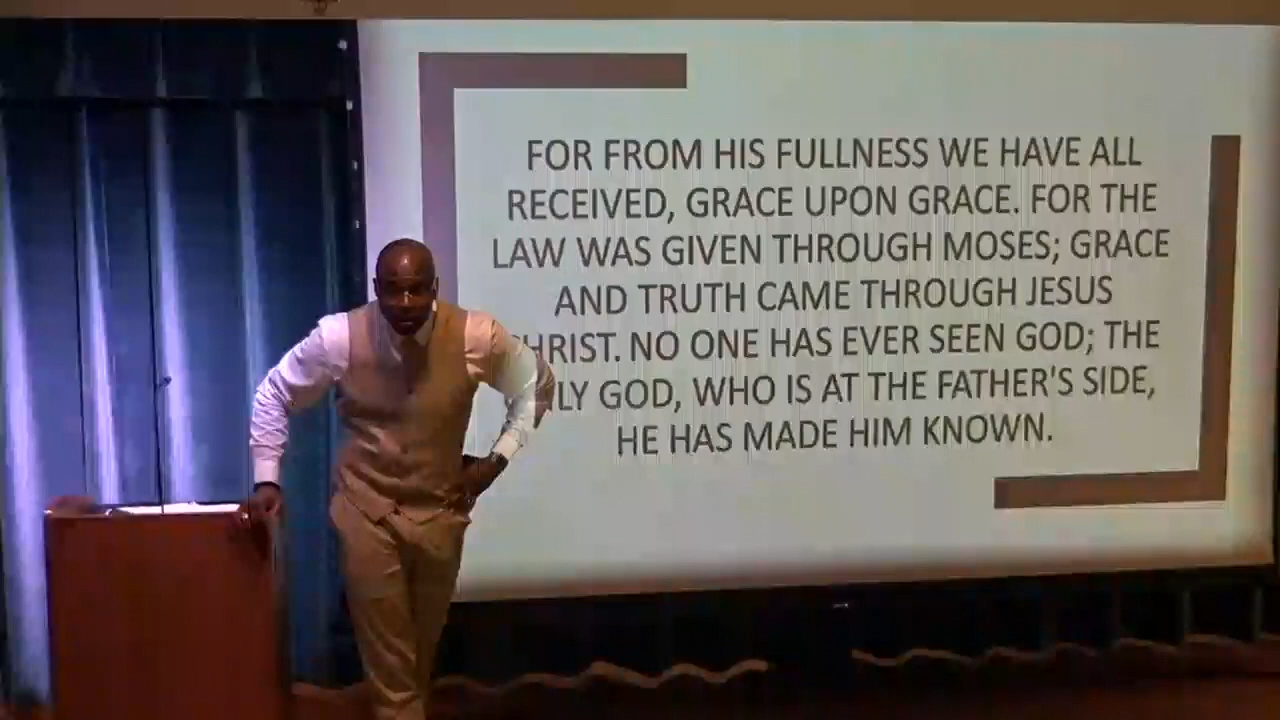 FOR FROM HIS FULLNESS WE HAVE ALL
RECEIVED, GRACE UPON GRACE. FOR THE
LAW WAS GIVEN THROUGH MOSES; GRACE
AND TRUTH CAME THROUGH JESUS
HRIST. NO ONE HAS EVER SEEN GOD; THE
LY GOD, WHO IS AT THE FATHER'S SIDE,
HE HAS MADE HIM KNOWN.